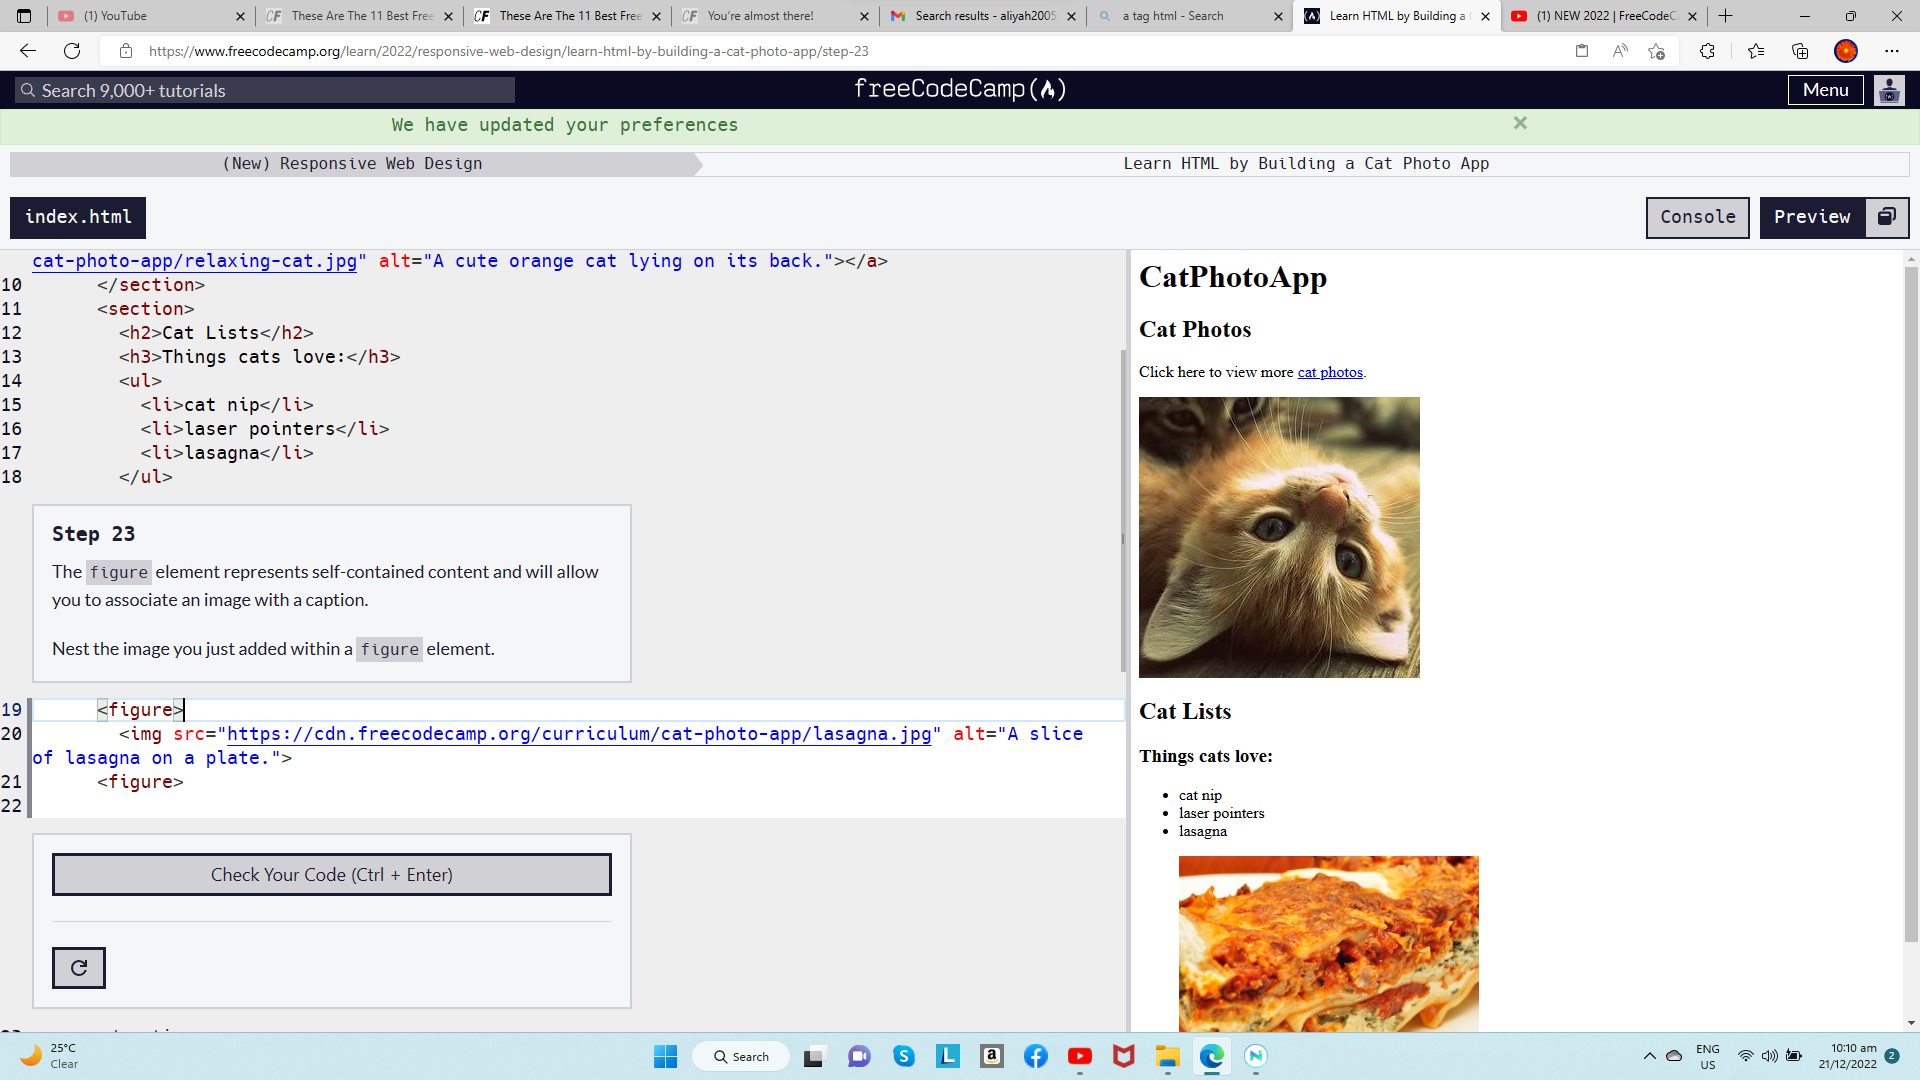 (1) YouTube
These Are The 11 Best Free
These Are The 11 Best Free
You're almost there!
Search results - aliyah2005
a tag html - Search
Learn HTML by Building a
(1) NEW 2022 | FreeCodeC
https://www.freecodecamp.org/learn/2022/responsive-web-design/learn-html-by-building-a-cat-photo-app/step-23
Search 9,000+ tutorials
freeCodeCamp
Menu
We have updated your preferences
(New) Responsive Web Design
Learn HTML by Building a Cat Photo App
index.html
Console
Preview
cat-photo-app/relaxing-cat.jpg" alt="A cute orange cat lying on its back."></a>
10 </section>
11 <section>
12 <h2>Cat Lists</h2>
13 <h3>Things cats love:</h3>
14 <ul>
15 <li>cat nip</li>
16 <li>laser pointers</li>
17 <li>lasagna</li>
18 </ul>
Step 23
The figure element represents self-contained content and will allow
you to associate an image with a caption.
Nest the image you just added within a figure element.
19 <figure>
20 <img src="https://cdn.freecodecamp.org/curriculum/cat-photo-app/lasagna.jpg" alt="A slice
of lasagna on a plate.">
21 <figure>
22
Check Your Code (Ctrl + Enter)
CatPhotoApp
Cat Photos
Click here to view more cat photos.
Cat Lists
Things cats love:
• cat nip
• laser pointers
• lasagna
25°C
Clear
Search
ENG
US
10:10 am
21/12/2022
2